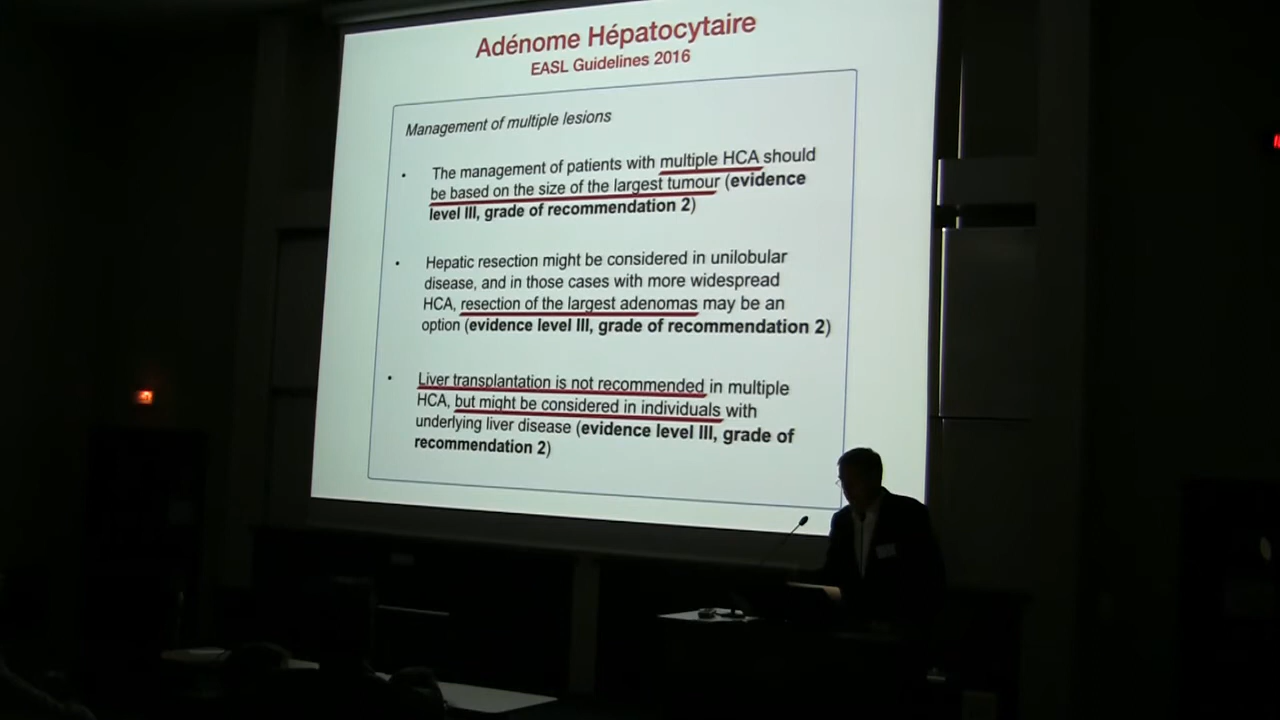 Adénome Hépatocytaire
EASL Guidelines 2016
Management of multiple lesions
• The management of patients with multiple HCA should
be based on the size of the largest tumour (evidence
level III, grade of recommendation 2)
• Hepatic resection might be considered in unilobular
disease, and in those cases with more widespread
HCA, resection of the largest adenomas may be an
option (evidence level III, grade of recommendation 2)
• Liver transplantation is not recommended in multiple
HCA, but might be considered in individuals with
underlying liver disease (evidence level III, grade of
recommendation 2)